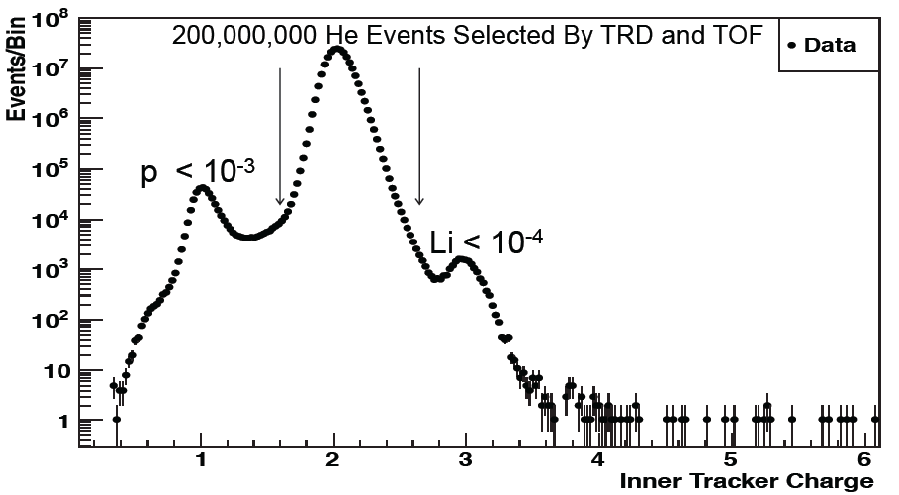 200,000,000 He Events Selected By TRD and TOF
Data
Events/Bin
10⁸
10⁷
10⁶
10⁵
10⁴
10³
10²
10
1
p < 10⁻³
Li < 10⁻⁴
1 2 3 4 5 6
Inner Tracker Charge